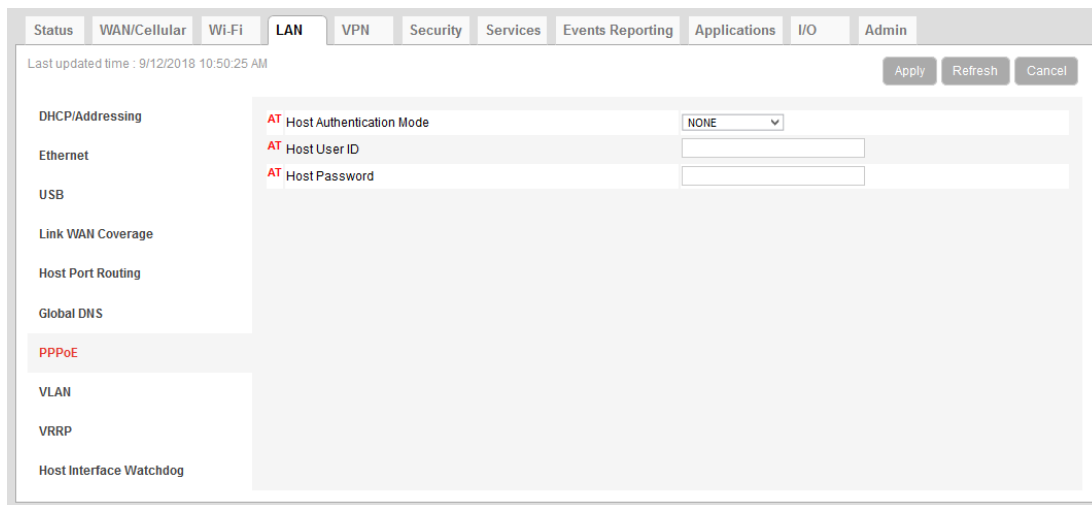 Status WAN/Cellular Wi-Fi LAN VPN Security Services Events Reporting Applications I/O Admin
Last updated time : 9/12/2018 10:50:25 AM
Apply Refresh Cancel
DHCP/Addressing
Ethernet
USB
Link WAN Coverage
Host Port Routing
Global DNS
PPPoE
VLAN
VRRP
Host Interface Watchdog
AT Host Authentication Mode NONE
AT Host User ID
AT Host Password